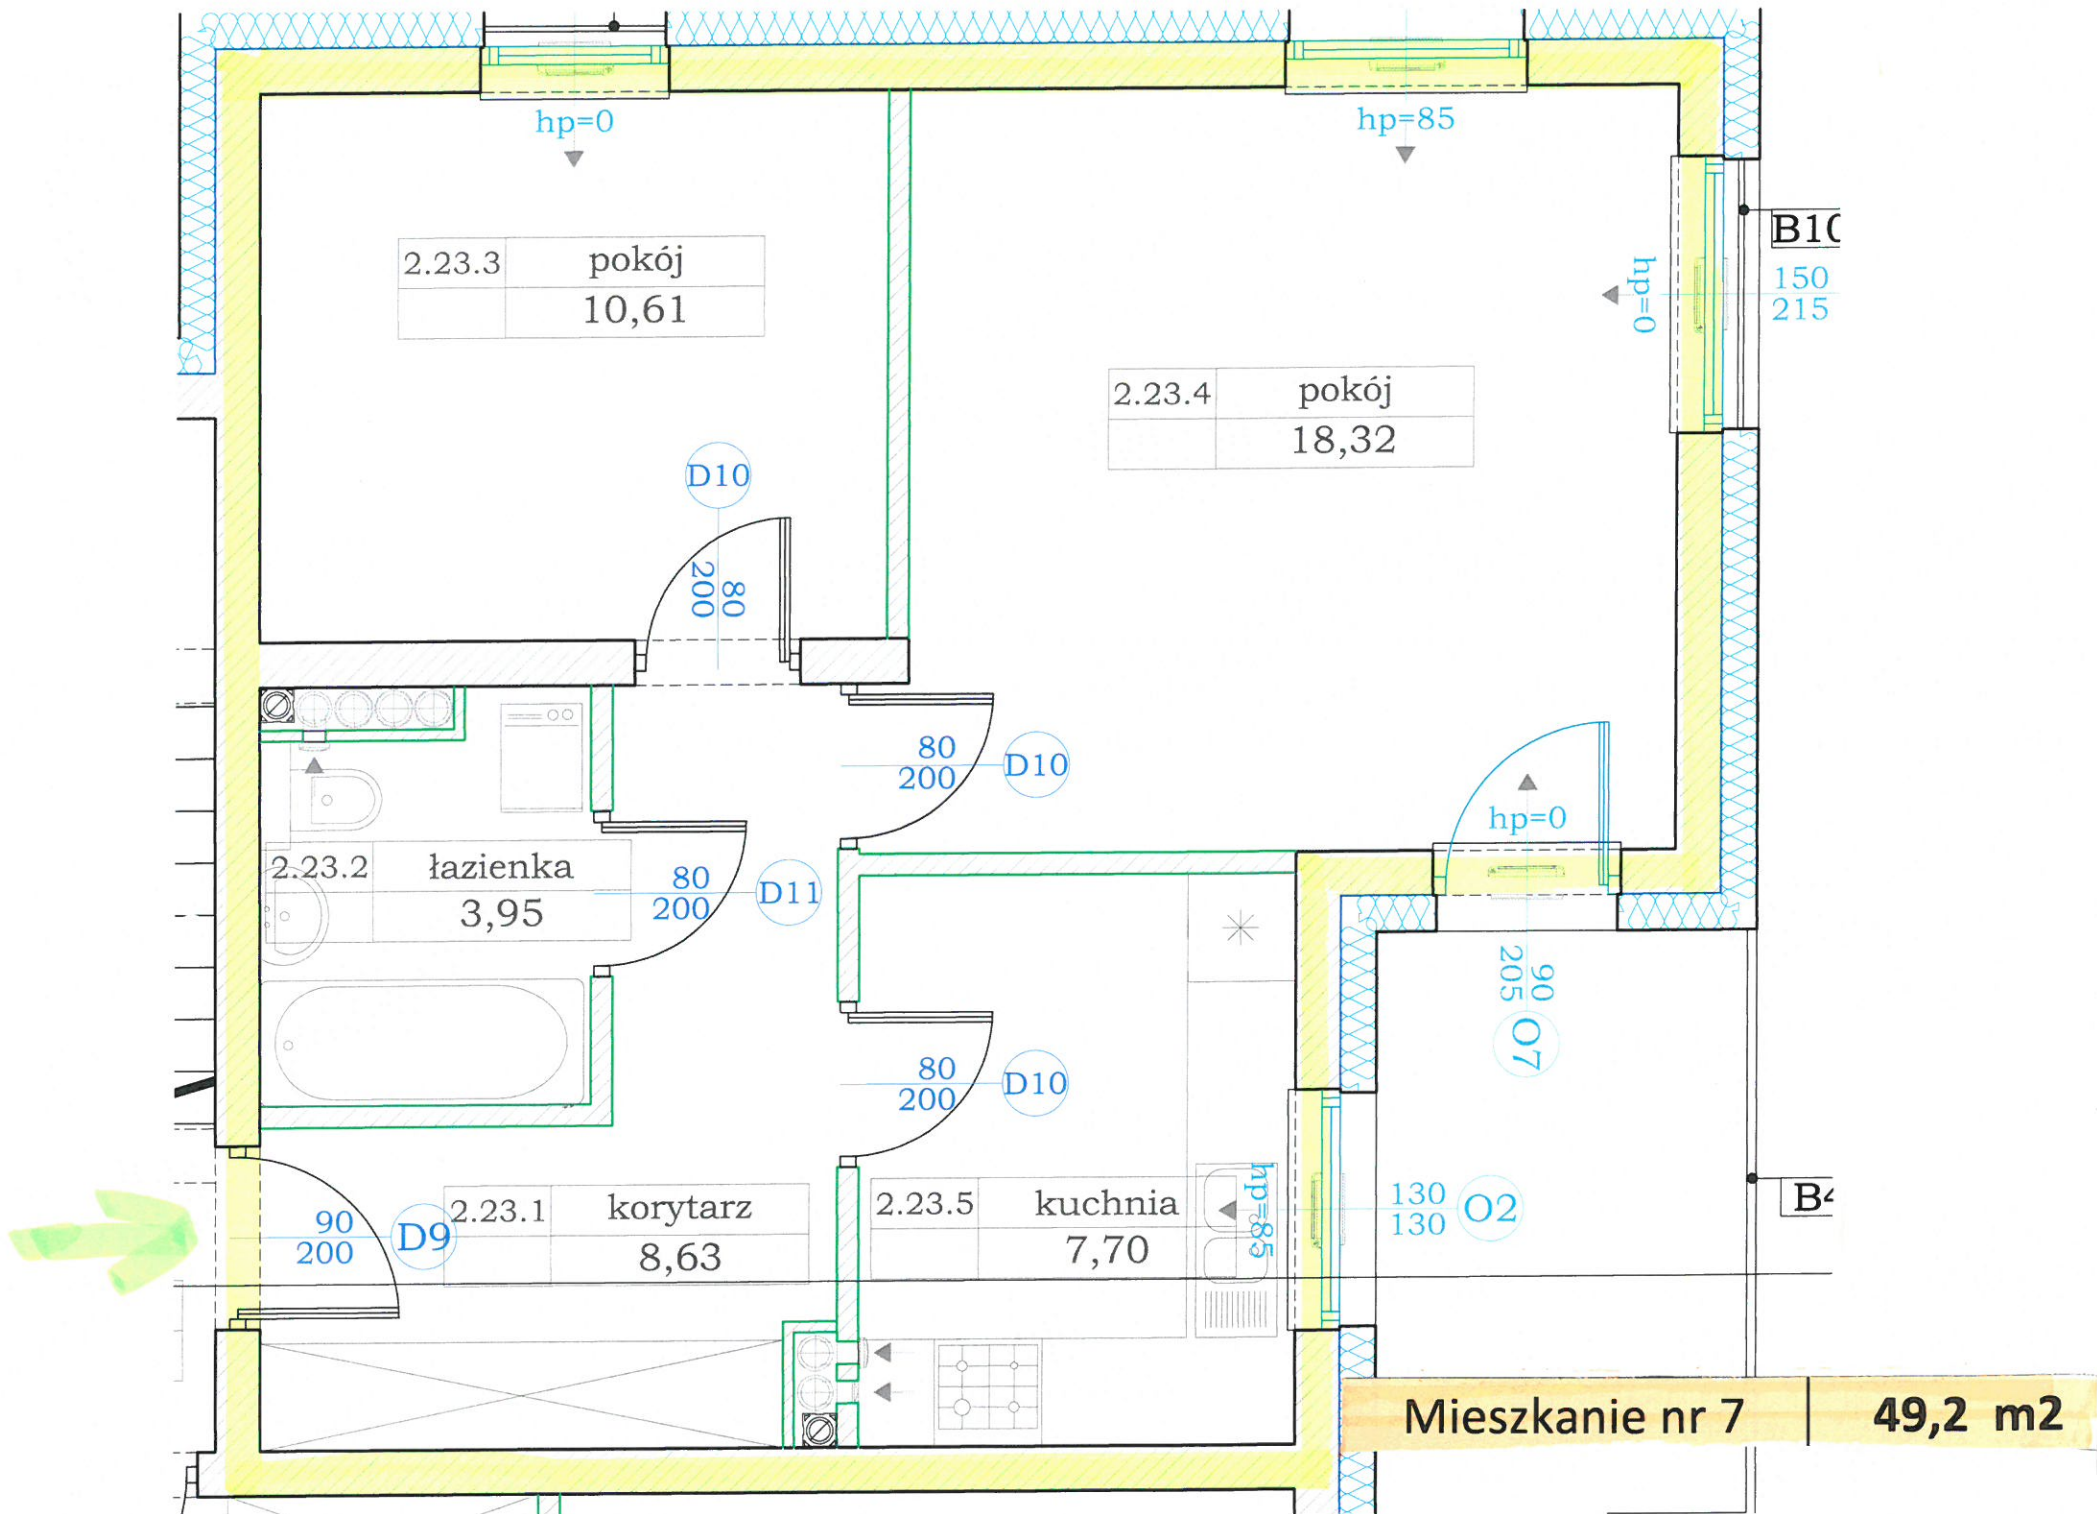 hp=0
hp=85
B10
150
215
hp=0
2.23.3 pokój
10,61
2.23.4 pokój
18,32
D10
80
200
80
200
D10
hp=0
2.23.2 łazienka
3,95
80
200
D11
90
205
O7
80
200
D10
2.23.1 korytarz
8,63
90
200
D9
2.23.5 kuchnia
7,70
hp=85
130
130
O2
B4
Mieszkanie nr 7 49,2 m2